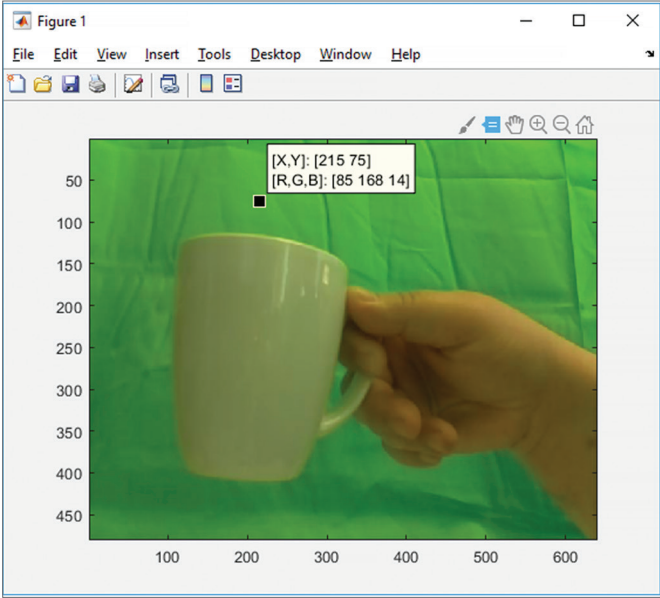 Figure 1
File Edit View Insert Tools Desktop Window Help
[X,Y]: [215 75]
[R,G,B]: [85 168 14]
50
100
150
200
250
300
350
400
450
100 200 300 400 500 600